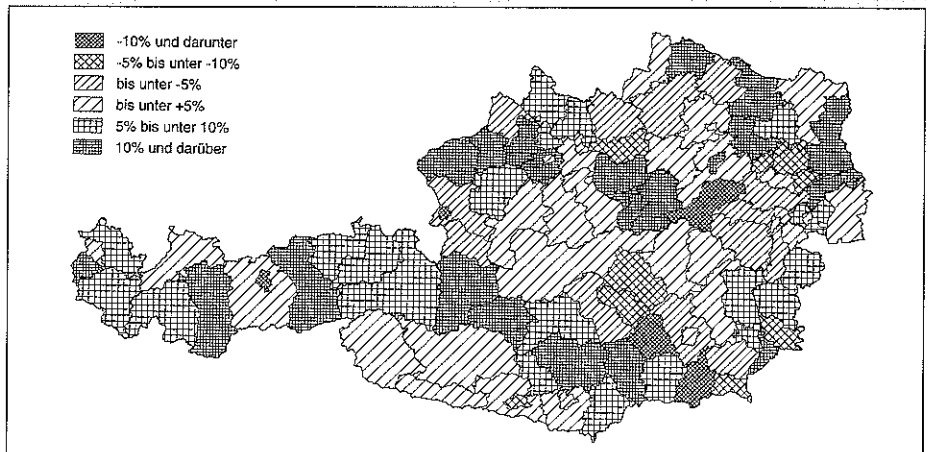 -10% und darunter
-5% bis unter -10%
bis unter -5%
bis unter +5%
5% bis unter 10%
10% und darüber